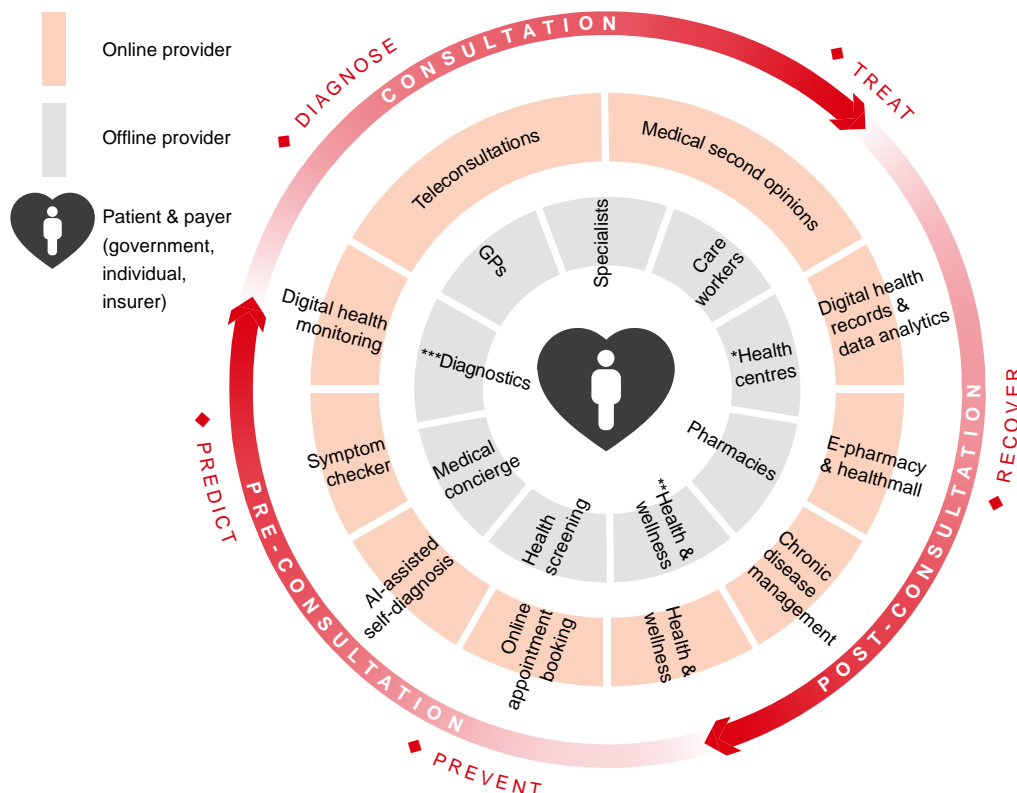 Online provider
Offline provider
Patient & payer
(government,
individual,
insurer)
DIAGNOSE
CONSULTATION
TREAT
Teleconsultations
Medical second opinions
Digital health
monitoring
Digital health
records &
data analytics
Symptom
checker
E-pharmacy
& healthmall
AI-assisted
self-diagnosis
Chronic
disease
management
Online
appointment
booking
Health &
wellness
GPs
Specialists
Care
workers
***Diagnostics
*Health
centres
Medical
concierge
Pharmacies
Health
screening
**Health &
wellness
PREDICT
PRE-CONSULTATION
PREVENT
RECOVER
POST-CONSULTATION